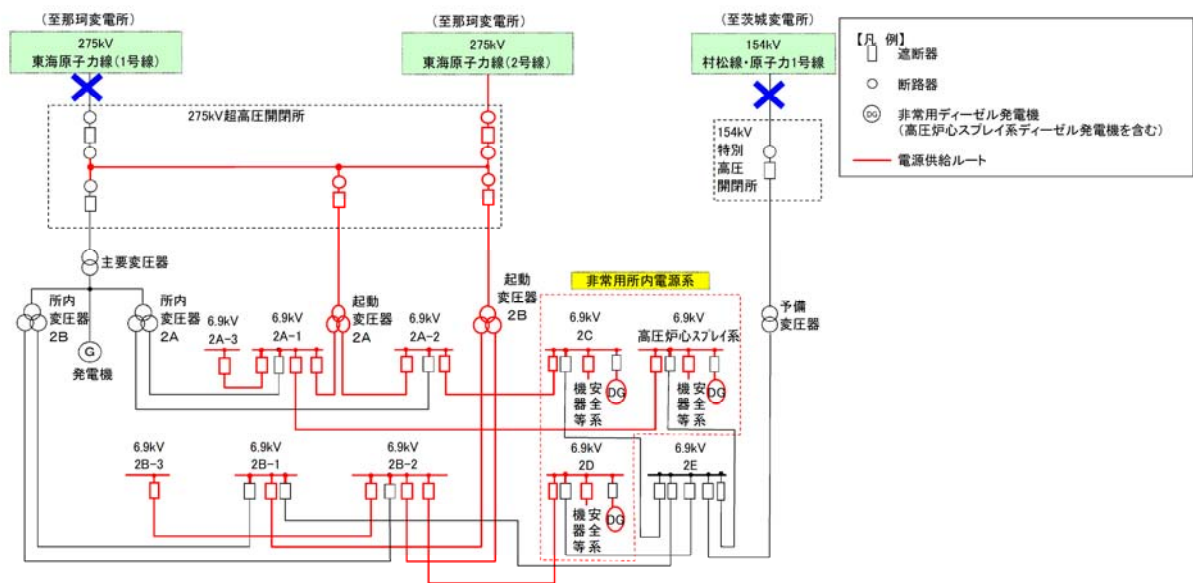 (至那珂変電所)
275kV
東海原子力線(1号線)
(至那珂変電所)
275kV
東海原子力線(2号線)
(至茨城変電所)
154kV
村松線・原子力1号線
【凡 例】
遮断器
断路器
DG
非常用ディーゼル発電機
(高圧炉心スプレイ系ディーゼル発電機を含む)
電源供給ルート
275kV超高圧開閉所
154kV
特別
高圧
開閉所
主要変圧器
所内
変圧器
2B
G
発電機
所内
変圧器
2A
6.9kV
2A-3
6.9kV
2A-1
起動
変圧器
2A
6.9kV
2A-2
起動
変圧器
2B
非常用所内電源系
6.9kV
2C
安全系
機器等
DG
6.9kV
高圧炉心スプレイ系
安全系
機器等
DG
予備
変圧器
6.9kV
2B-3
6.9kV
2B-1
6.9kV
2B-2
6.9kV
2D
安全系
機器等
DG
6.9kV
2E